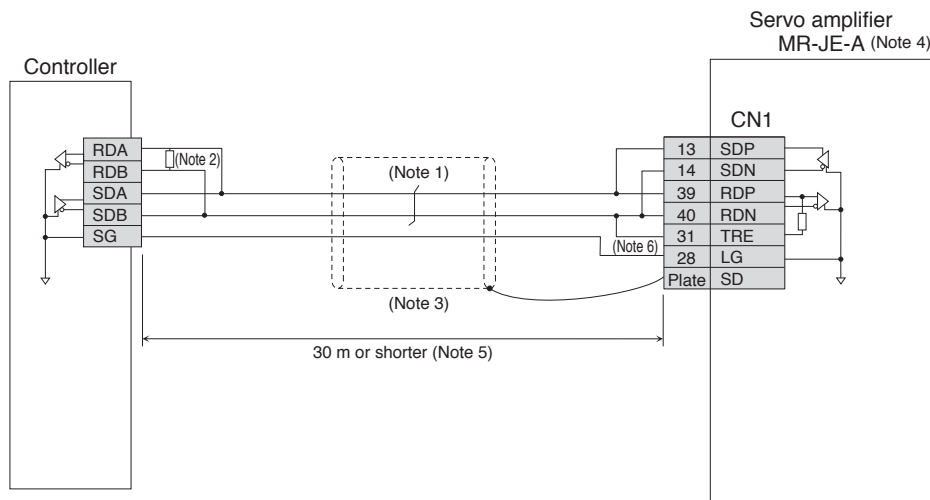 Servo amplifier
MR-JE-A (Note 4)
Controller
CN1
RDA
RDB
SDA
SDB
SG
(Note 2)
(Note 1)
(Note 3)
(Note 6)
13 SDP
14 SDN
39 RDP
40 RDN
31 TRE
28 LG
Plate SD
30 m or shorter (Note 5)